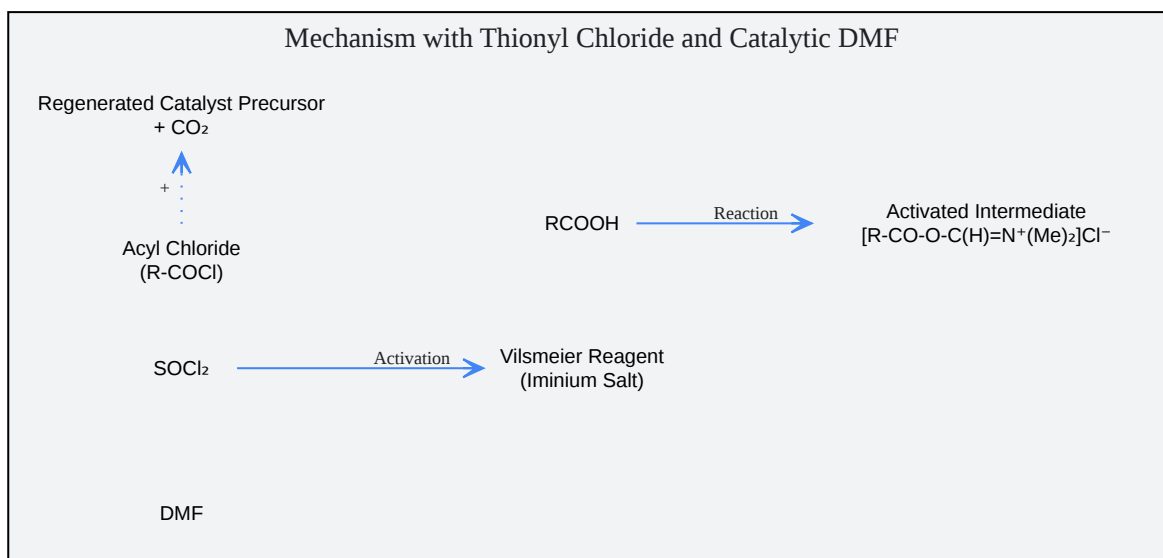 Mechanism with Thionyl Chloride and Catalytic DMF
Regenerated Catalyst Precursor
+ CO₂
+
Acyl Chloride
(R-COCl)
RCOOH
Reaction
Activated Intermediate
[R-CO-O-C(H)=N⁺(Me)₂]Cl⁻
SOCl₂
Activation
Vilsmeier Reagent
(Iminium Salt)
DMF